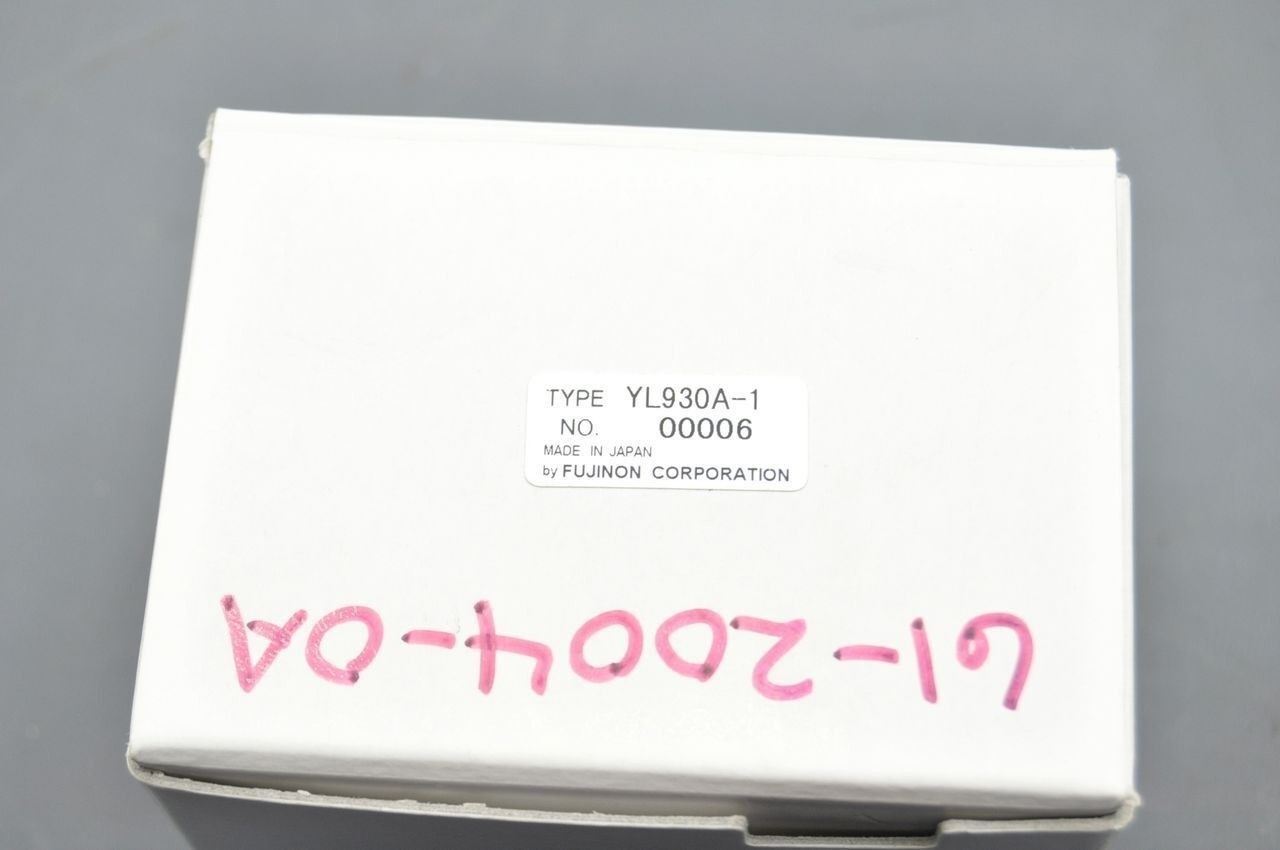 TYPE YL930A-1
NO. 00006
MADE IN JAPAN
by FUJINON CORPORATION
61-2004-0A